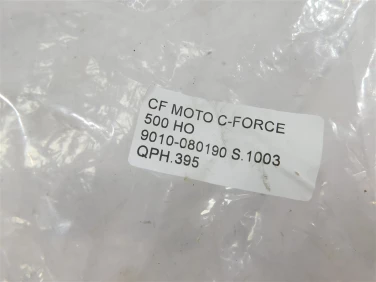 CF MOTO C-FORCE
500 HO
9010-080190 S.1003
QPH.395